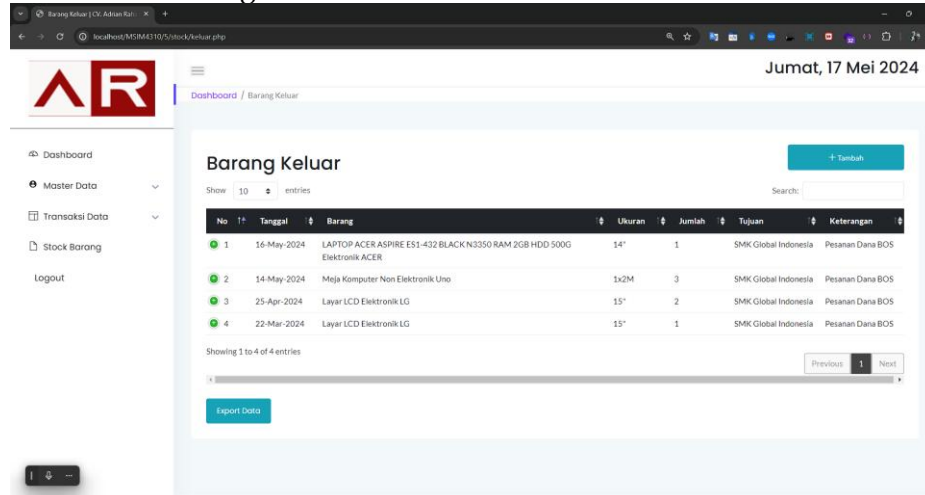 Barang Keluar | CV. Adrian Rah
localhost/MSIM4310/5/stock/keluar.php
AR
Jumat, 17 Mei 2024
Dashboard / Barang Keluar
Dashboard
Master Data
Transaksi Data
Stock Barang
Logout
Barang Keluar
+ Tambah
Show 10 entries
Search:
No Tanggal Barang Ukuran Jumlah Tujuan Keterangan
1 16-May-2024 LAPTOP ACER ASPIRE ES1-432 BLACK N3350 RAM 2GB HDD 500G 14" 1 SMK Global Indonesia Pesanan Dana BOS
Elektronik ACER
2 14-May-2024 Meja Komputer Non Elektronik Uno 1x2M 3 SMK Global Indonesia Pesanan Dana BOS
3 25-Apr-2024 Layar LCD Elektronik LG 15" 2 SMK Global Indonesia Pesanan Dana BOS
4 22-Mar-2024 Layar LCD Elektronik LG 15" 1 SMK Global Indonesia Pesanan Dana BOS
Showing 1 to 4 of 4 entries
Previous 1 Next
Export Data